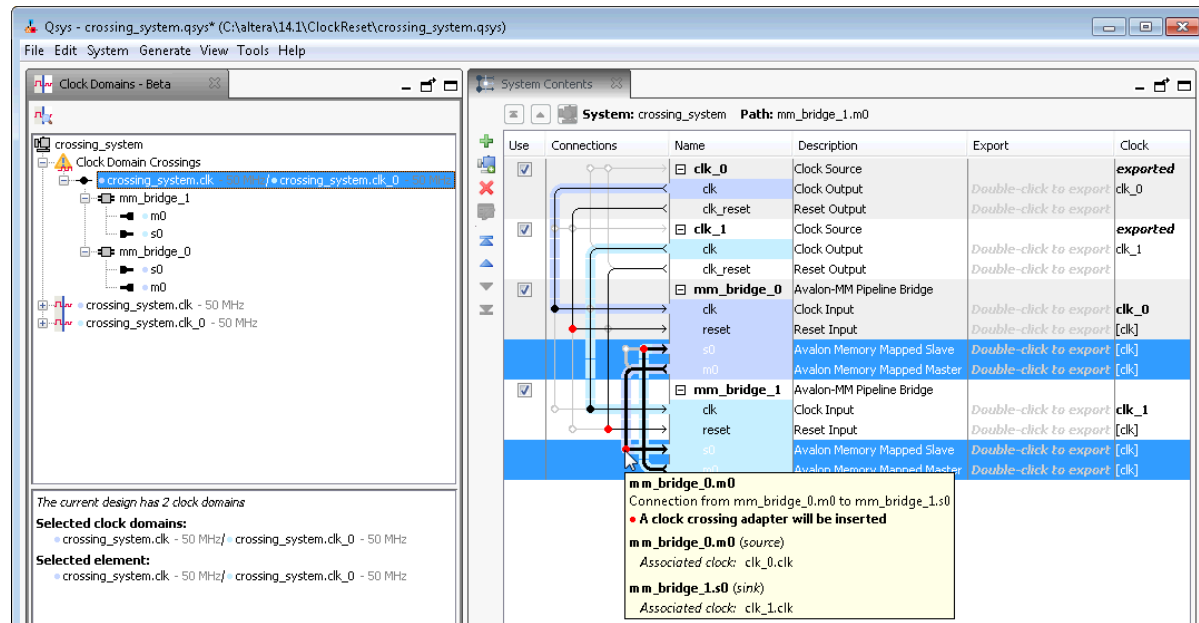 Qsys - crossing_system.qsys* (C:\altera\14.1\ClockReset\crossing_system.qsys)
File Edit System Generate View Tools Help
Clock Domains - Beta
crossing_system
Clock Domain Crossings
crossing_system.clk - 50 MHz/ crossing_system.clk_0 - 50 MHz
mm_bridge_1
m0
s0
mm_bridge_0
s0
m0
crossing_system.clk - 50 MHz
crossing_system.clk_0 - 50 MHz
The current design has 2 clock domains
Selected clock domains:
crossing_system.clk - 50 MHz/ crossing_system.clk_0 - 50 MHz
Selected element:
crossing_system.clk - 50 MHz/ crossing_system.clk_0 - 50 MHz
System Contents
System: crossing_system Path: mm_bridge_1.m0
Use Connections Name Description Export Clock
clk_0 Clock Source exported
clk Clock Output Double-click to export clk_0
clk_reset Reset Output Double-click to export
clk_1 Clock Source exported
clk Clock Output Double-click to export clk_1
clk_reset Reset Output Double-click to export
mm_bridge_0 Avalon-MM Pipeline Bridge
clk Clock Input Double-click to export clk_0
reset Reset Input Double-click to export [clk]
s0 Avalon Memory Mapped Slave Double-click to export [clk]
m0 Avalon Memory Mapped Master Double-click to export [clk]
mm_bridge_1 Avalon-MM Pipeline Bridge
clk Clock Input Double-click to export clk_1
reset Reset Input Double-click to export [clk]
s0 Avalon Memory Mapped Slave Double-click to export [clk]
m0 Avalon Memory Mapped Master Double-click to export [clk]
mm_bridge_0.m0
Connection from mm_bridge_0.m0 to mm_bridge_1.s0
• A clock crossing adapter will be inserted
mm_bridge_0.m0 (source)
Associated clock: clk_0.clk
mm_bridge_1.s0 (sink)
Associated clock: clk_1.clk